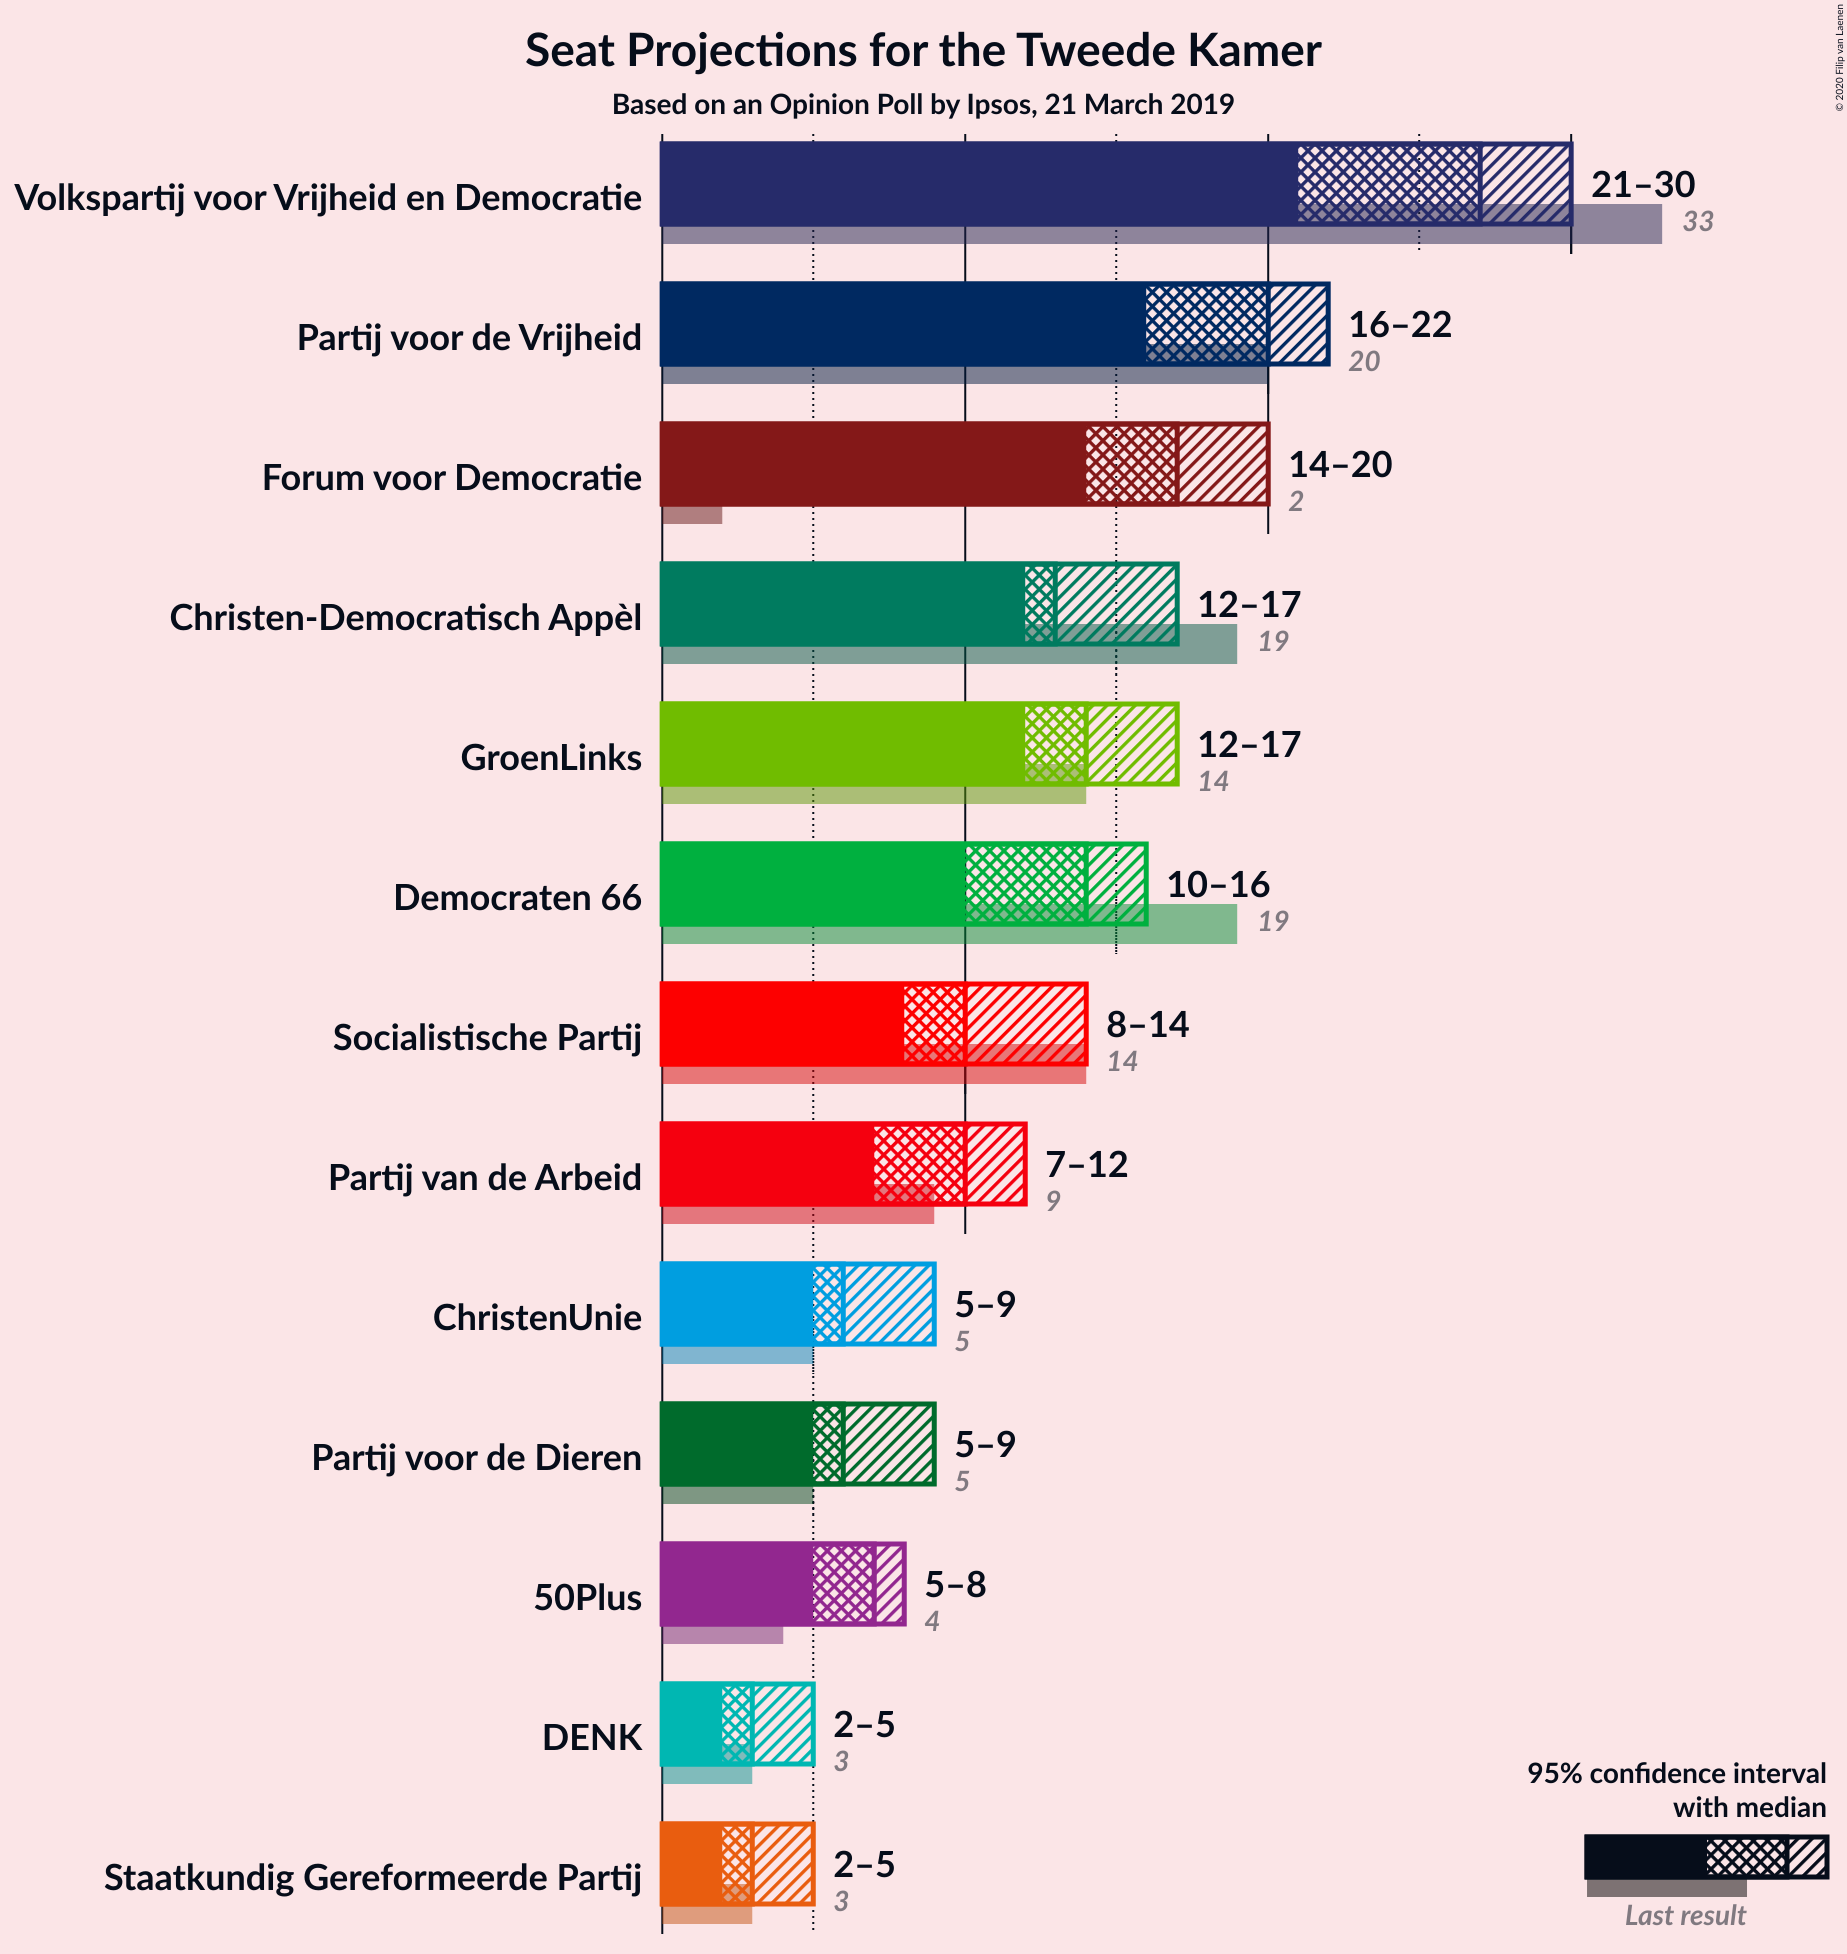 © 2020 Filip van Laenen
Seat Projections for the Tweede Kamer
Based on an Opinion Poll by Ipsos, 21 March 2019
Volkspartij voor Vrijheid en Democratie
21–30
33
Partij voor de Vrijheid
16–22
20
Forum voor Democratie
14–20
2
Christen-Democratisch Appèl
12–17
19
GroenLinks
12–17
14
Democraten 66
10–16
19
Socialistische Partij
8–14
14
Partij van de Arbeid
7–12
9
ChristenUnie
5–9
5
Partij voor de Dieren
5–9
5
50Plus
5–8
4
DENK
2–5
3
Staatkundig Gereformeerde Partij
2–5
3
95% confidence interval
with median
Last result